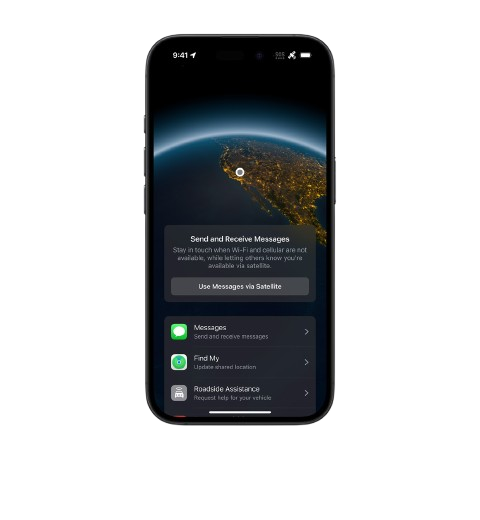 9:41
SOS
Send and Receive Messages
Stay in touch when Wi-Fi and cellular are not
available, while letting others know you're
available via satellite.
Use Messages via Satellite
Messages
Send and receive messages
Find My
Update shared location
Roadside Assistance
Request help for your vehicle